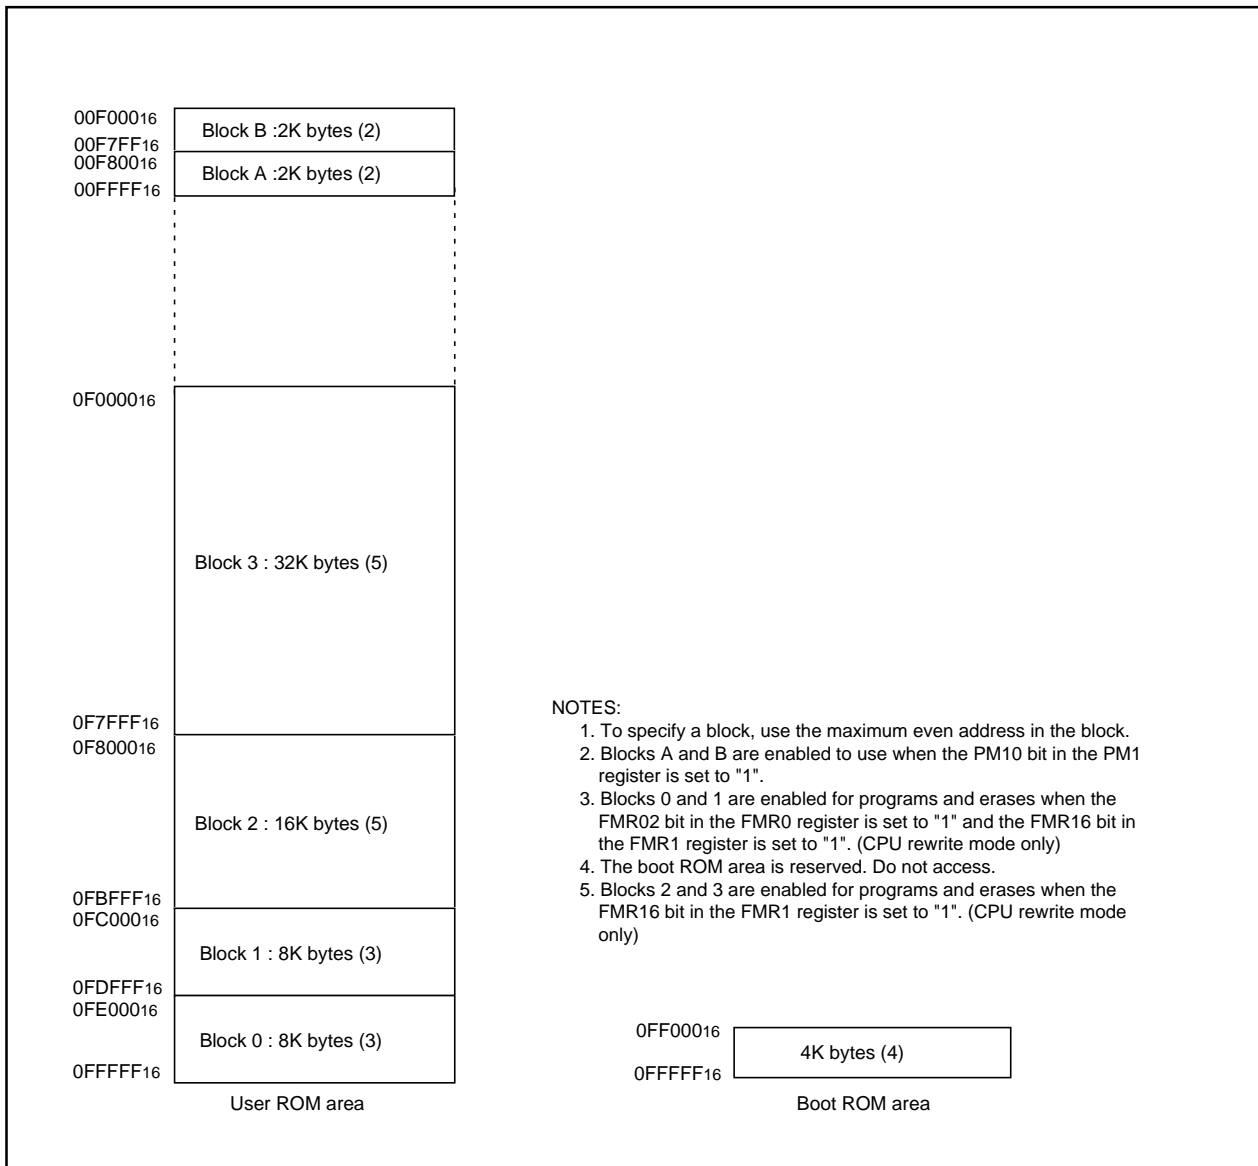 00F00016
Block B :2K bytes (2)
00F7FF16
00F80016
Block A :2K bytes (2)
00FFFF16
0F000016
Block 3 : 32K bytes (5)
0F7FFF16
0F800016
Block 2 : 16K bytes (5)
0FBFFF16
0FC00016
Block 1 : 8K bytes (3)
0FDFFF16
0FE00016
Block 0 : 8K bytes (3)
0FFFFF16
User ROM area
NOTES:
1. To specify a block, use the maximum even address in the block.
2. Blocks A and B are enabled to use when the PM10 bit in the PM1
register is set to "1".
3. Blocks 0 and 1 are enabled for programs and erases when the
FMR02 bit in the FMR0 register is set to "1" and the FMR16 bit in
the FMR1 register is set to "1". (CPU rewrite mode only)
4. The boot ROM area is reserved. Do not access.
5. Blocks 2 and 3 are enabled for programs and erases when the
FMR16 bit in the FMR1 register is set to "1". (CPU rewrite mode
only)
0FF00016
4K bytes (4)
0FFFFF16
Boot ROM area